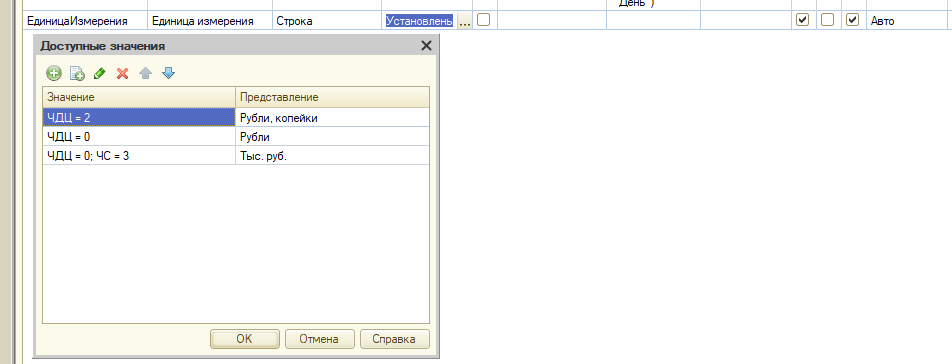 День")
ЕдиницаИзмерения Единица измерения Строка Установлень ... Авто
Доступные значения
Значение Представление
ЧДЦ = 2 Рубли, копейки
ЧДЦ = 0 Рубли
ЧДЦ = 0; ЧС = 3 Тыс. руб.
OK Отмена Справка